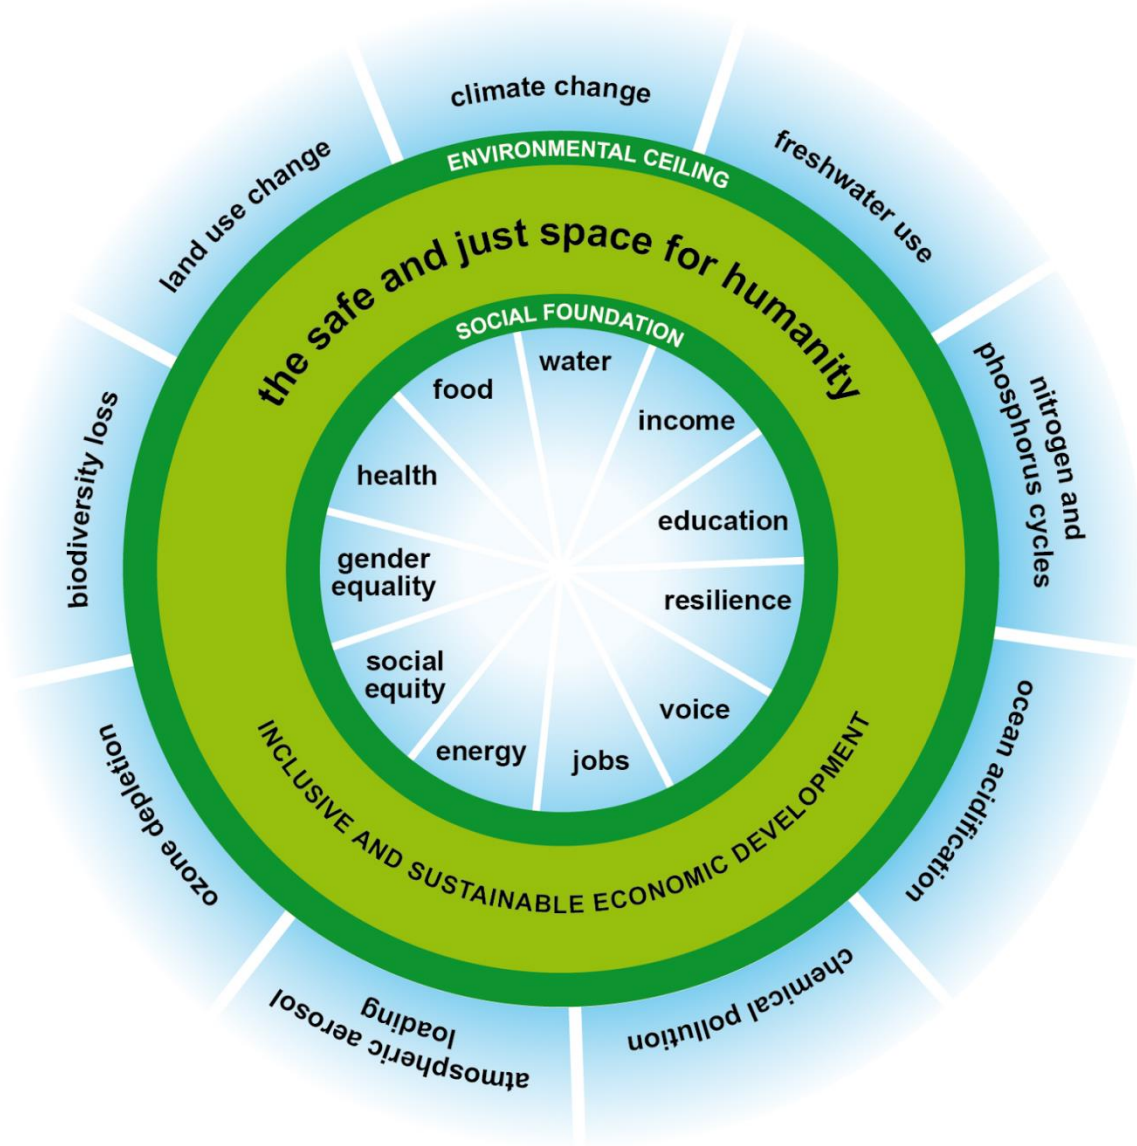 climate change
freshwater use
nitrogen and
phosphorus cycles
ocean acidification
chemical pollution
atmospheric aerosol
loading
ozone depletion
biodiversity loss
land use change
ENVIRONMENTAL CEILING
the safe and just space for humanity
SOCIAL FOUNDATION
water
income
education
resilience
voice
jobs
energy
social
equity
gender
equality
health
food
INCLUSIVE AND SUSTAINABLE ECONOMIC DEVELOPMENT